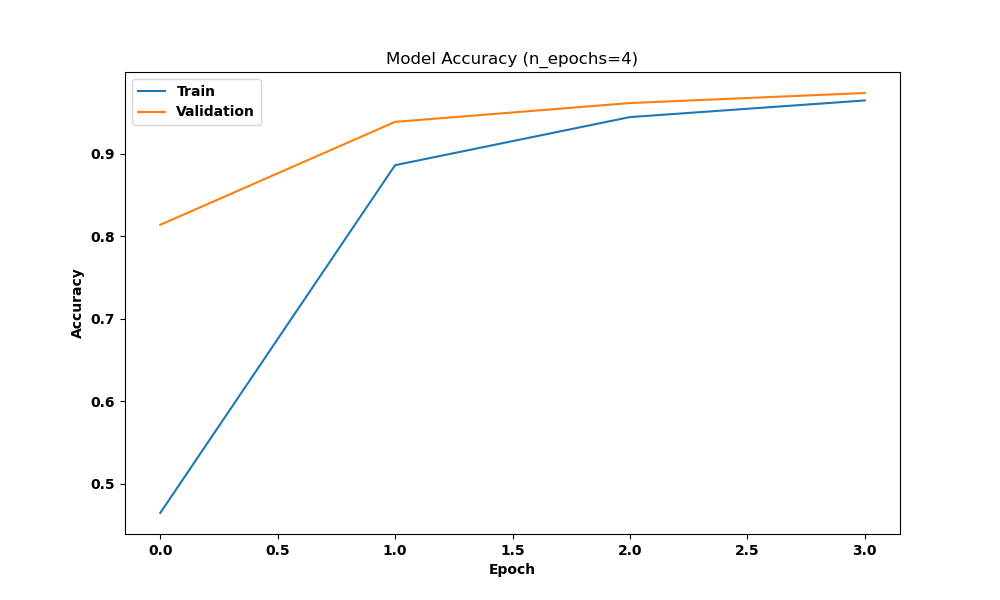 Model Accuracy (n_epochs=4)
Train
Validation
0.9
0.8
0.7
0.6
0.5
Accuracy
0.0 0.5 1.0 1.5 2.0 2.5 3.0
Epoch